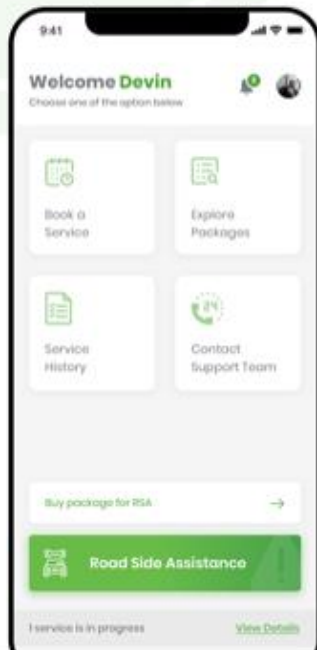 9:41
Welcome Devin
Choose one of the option below
Book a
Service
Explore
Packages
Service
History
24
Contact
Support Team
Buy package for RSA
Road Side Assistance
1 service is in progress
View Details